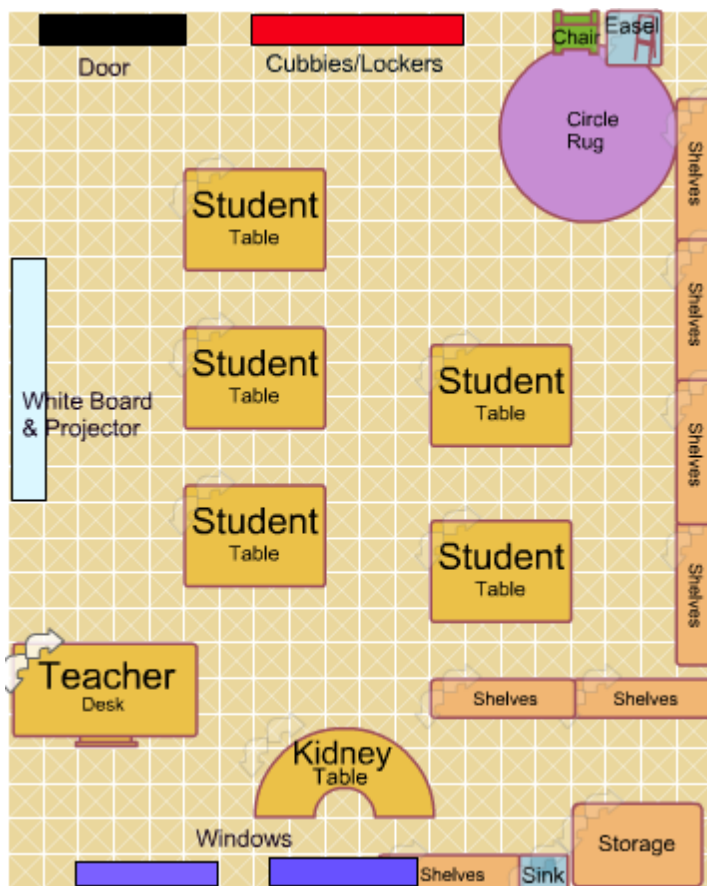 Door
Cubbies/Lockers
Chair
Easel
Circle
Rug
Shelves
Student
Table
Shelves
White Board
& Projector
Student
Table
Student
Table
Shelves
Student
Table
Student
Table
Shelves
Teacher
Desk
Shelves
Shelves
Kidney
Table
Windows
Storage
Shelves
Sink